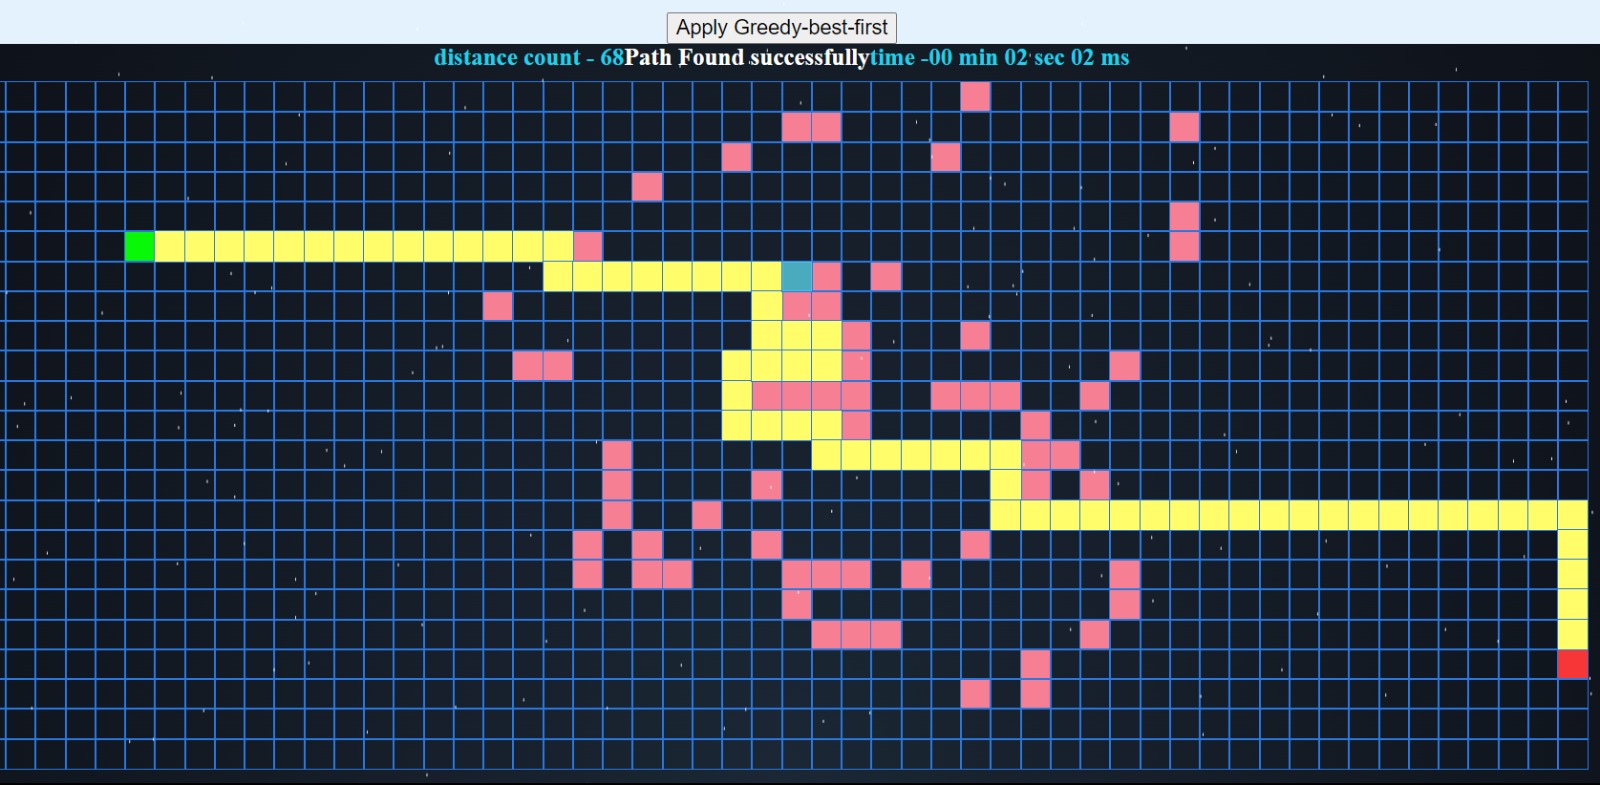 Apply Greedy-best-first
distance count - 68Path Found successfullytime -00 min 02 sec 02 ms